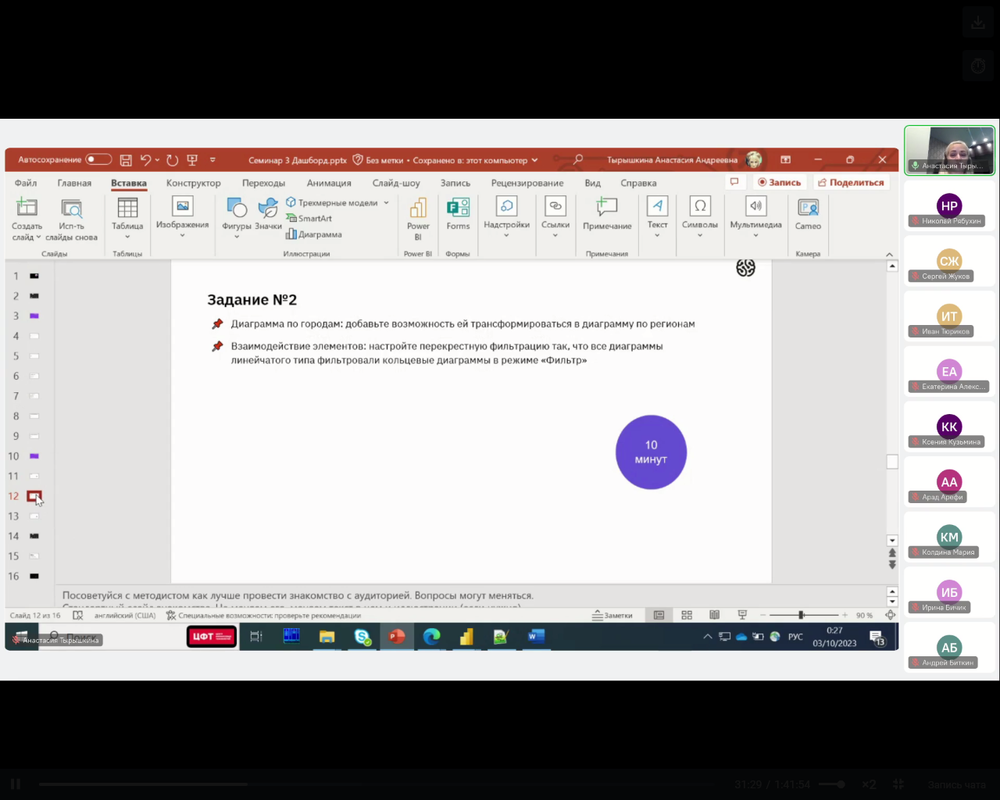 Автосохранение
Семинар 3 Дашборд.pptx
Без метки • Сохранено в: этот компьютер
Тырышкина Анастасия Андреевна
Файл Главная Вставка Конструктор Переходы Анимация Слайд-шоу Запись Рецензирование Вид Справка
Запись
Поделиться
Создать слайд
Исп-ть слайды снова
Слайды
Таблица
Таблицы
Изображения
Фигуры
Значки
Трехмерные модели
SmartArt
Диаграмма
Иллюстрации
Power BI
Power BI
Forms
Формы
Надстройки
Ссылки
Примечание
Примечания
Текст
Символы
Мультимедиа
Cameo
Камера
1
2
3
4
5
6
7
8
9
10
11
12
13
14
15
16
Задание №2
Диаграмма по городам: добавьте возможность ей трансформироваться в диаграмму по регионам
Взаимодействие элементов: настройте перекрестную фильтрацию так, что все диаграммы
линейчатого типа фильтровали кольцевые диаграммы в режиме «Фильтр»
10
минут
Посоветуйся с методистом как лучше провести знакомство с аудиторией. Вопросы могут меняться.
Слайд 12 из 16
английский (США)
Специальные возможности: проверьте рекомендации
Заметки
90 %
Поиск
Анастасия Тырышкина
ЦФТ
РУС
0:27
03/10/2023
13
Анастасия Тыры...
НР
Николай Рябухин
СЖ
Сергей Жуков
ИТ
Иван Тюриков
ЕА
Екатерина Алекс...
КК
Ксения Кузьмина
АА
Арад Арефи
КМ
Колдина Мария
ИБ
Ирина Бичик
АБ
Андрей Биткин
31:29 / 1:41:54
×2
Запись чата